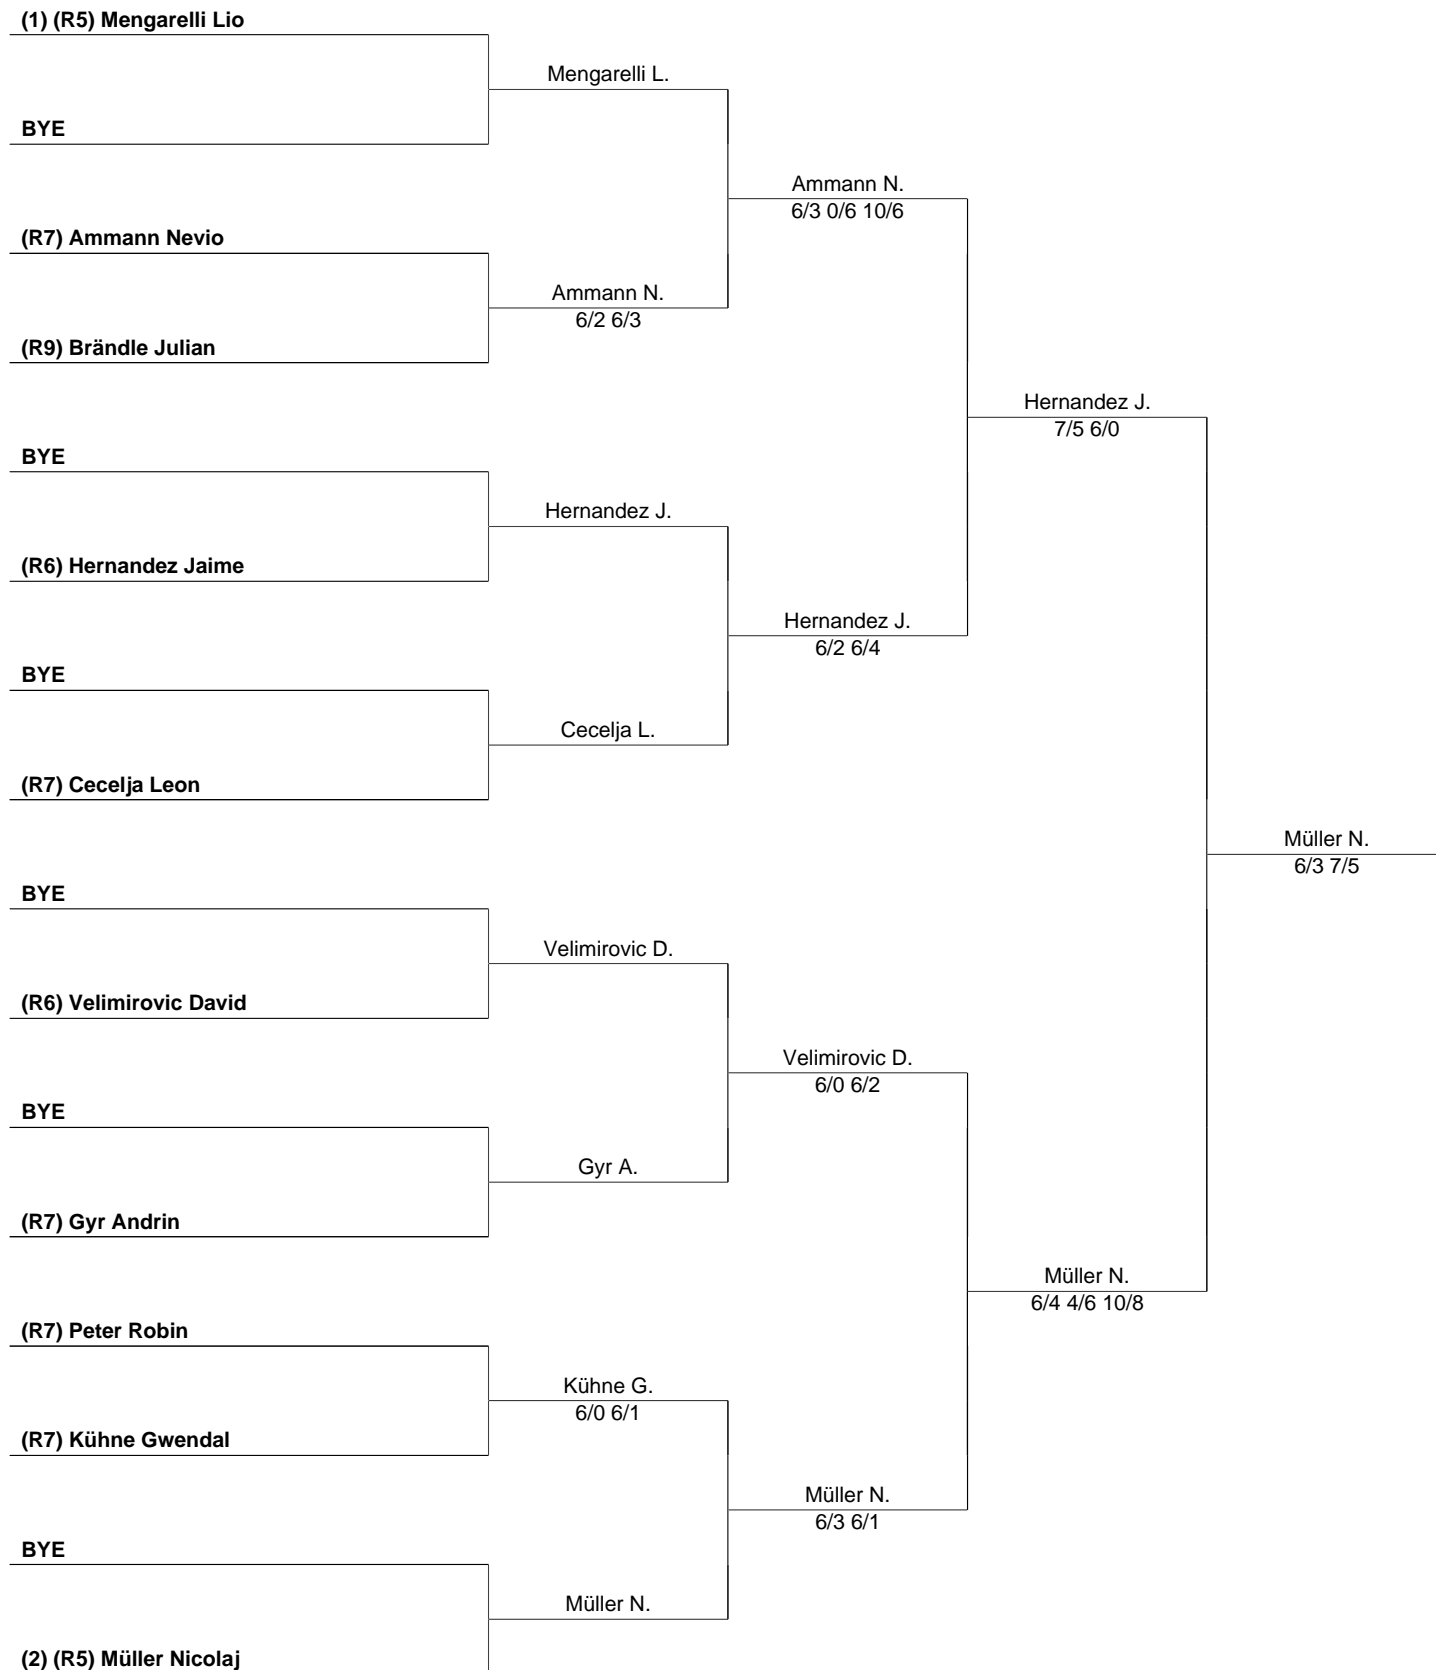 (1) (R5) Mengarelli Lio
Mengarelli L.
BYE
Ammann N.
6/3 0/6 10/6
(R7) Ammann Nevio
Ammann N.
6/2 6/3
(R9) Brändle Julian
Hernandez J.
7/5 6/0
BYE
Hernandez J.
(R6) Hernandez Jaime
Hernandez J.
6/2 6/4
BYE
Cecelja L.
(R7) Cecelja Leon
Müller N.
6/3 7/5
BYE
Velimirovic D.
(R6) Velimirovic David
Velimirovic D.
6/0 6/2
BYE
Gyr A.
(R7) Gyr Andrin
Müller N.
6/4 4/6 10/8
(R7) Peter Robin
Kühne G.
6/0 6/1
(R7) Kühne Gwendal
Müller N.
6/3 6/1
BYE
Müller N.
(2) (R5) Müller Nicolaj